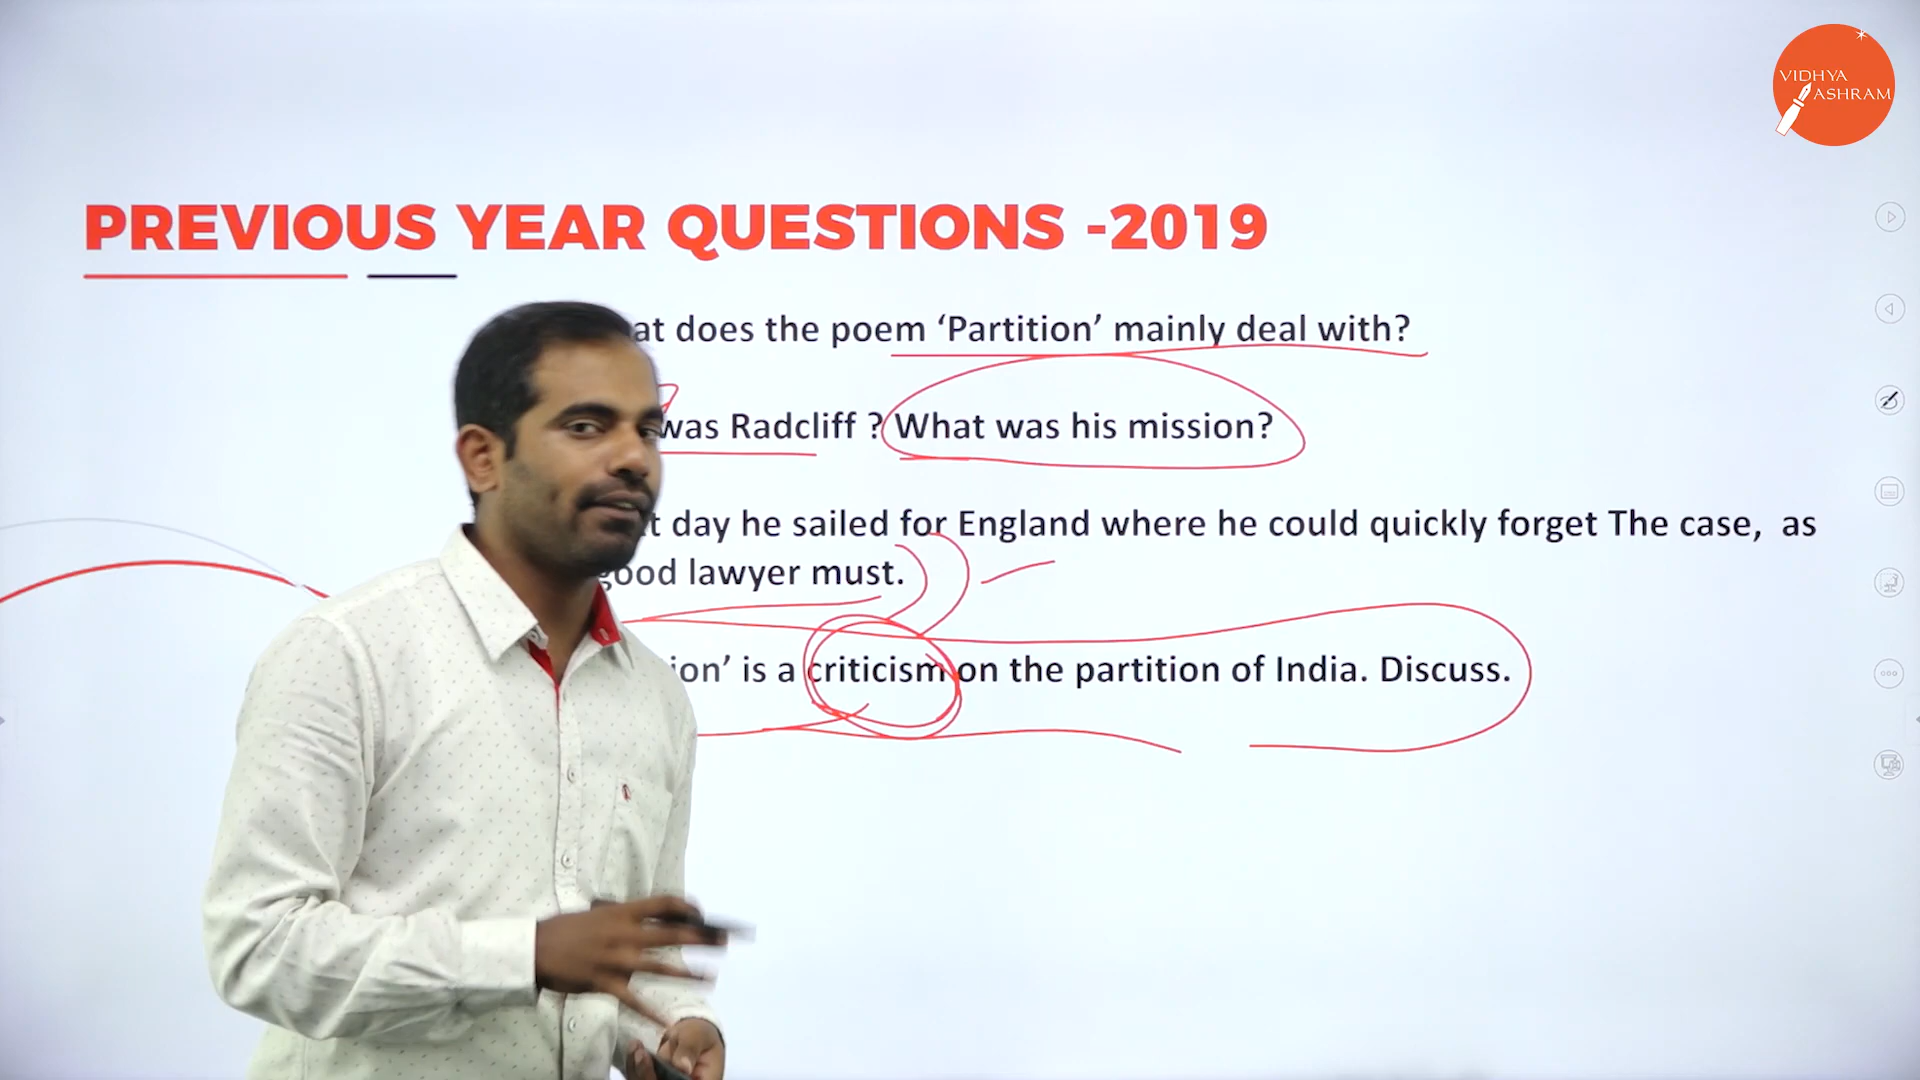 VIDHYA
ASHRAM
PREVIOUS YEAR QUESTIONS -2019
does the poem ‘Partition’ mainly deal with?
was Radcliff ? What was his mission?
day he sailed for England where he could quickly forget The case, as
good lawyer must.
is a criticism on the partition of India. Discuss.